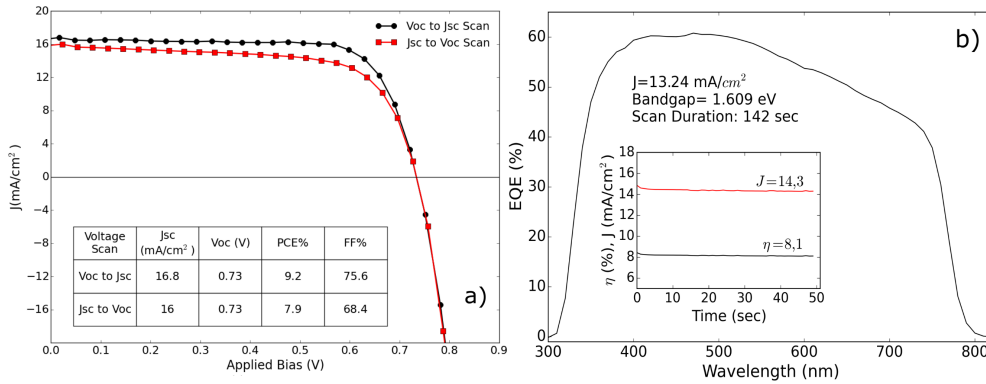 Voc to Jsc Scan
Jsc to Voc Scan
20
16
12
8
4
0
−4
−8
−12
−16
J(mA/cm²)
Voltage Scan Jsc (mA/cm²) Voc (V) PCE% FF%
Voc to Jsc 16.8 0.73 9.2 75.6
Jsc to Voc 16 0.73 7.9 68.4
a)
0.0 0.1 0.2 0.3 0.4 0.5 0.6 0.7 0.8 0.9
Applied Bias (V)
b)
60
50
40
30
20
10
0
EQE (%)
J=13.24 mA/cm²
Bandgap= 1.609 eV
Scan Duration: 142 sec
18
16
14
12
10
8
6
η (%), J (mA/cm²)
J=14,3
η=8,1
0 10 20 30 40 50
Time (sec)
300 400 500 600 700 800
Wavelength (nm)